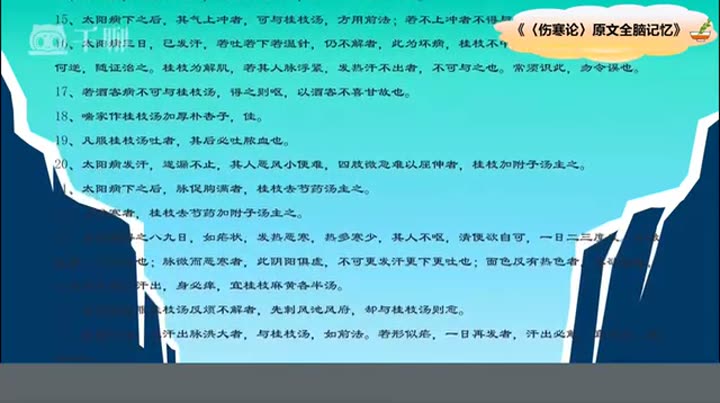 千聊
《〈伤寒论〉原文全脑记忆》
15、太阳病下之后，其气上冲者，可与桂枝汤，方用前法；若不上冲者不得与
16、太阳病三日，已发汗，若吐若下若温针，仍不解者，此为坏病，桂枝不中
何逆，随证治之。桂枝为解肌，若其人脉浮紧，发热汗不出者，不可与之也。常须识此，勿令误也。
17、若酒客病不可与桂枝汤，得之则呕，以酒客不喜甘故也。
18、喘家作桂枝汤加厚朴杏子，佳。
19、凡服桂枝汤吐者，其后必吐脓血也。
20、太阳病发汗，遂漏不止，其人恶风小便难，四肢微急难以屈伸者，桂枝加附子汤主之。
1、太阳病下之后，脉促胸满者，桂枝去芍药汤主之。
寒者，桂枝去芍药加附子汤主之。
之八九日，如疟状，发热恶寒，热参寒少，其人不呕，清便欲自可，一日二三度
也；脉微而恶寒者，此阴阳俱虚，不可更发汗更下更吐也；面色反有热色者，
汗出，身必痒，宜桂枝麻黄各半汤。
桂枝汤反烦不解者，先刺风池风府，却与桂枝汤则愈。
汗出脉洪大者，与桂枝汤，如前法。若形似疟，一日再发者，汗出必解